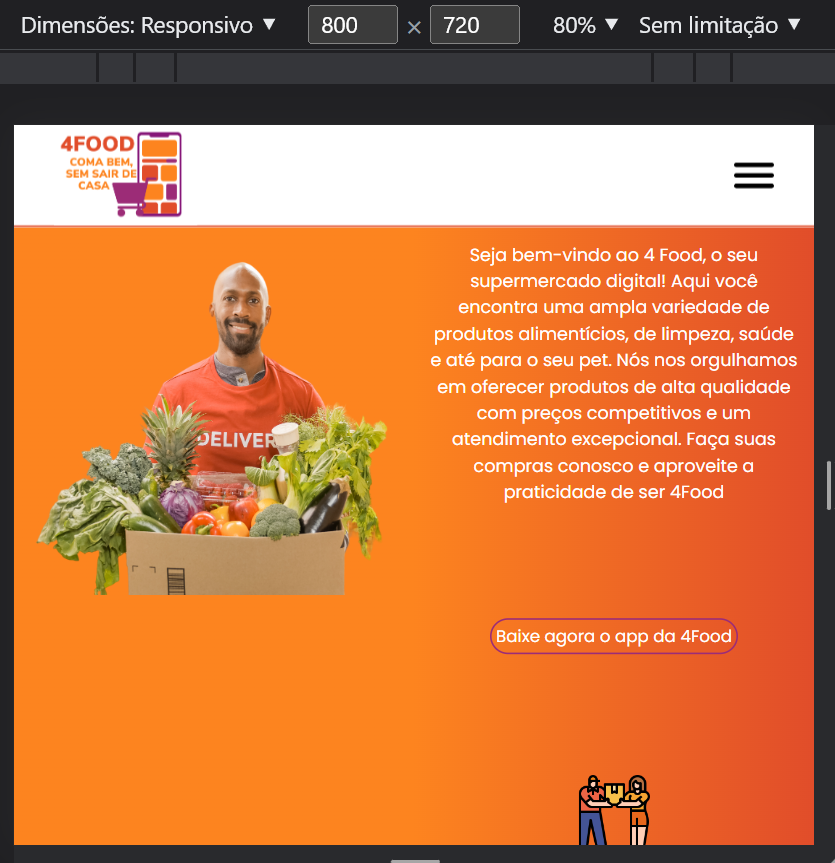 Dimensões: Responsivo ▼ 800 × 720 80% ▼ Sem limitação ▼
4FOOD
COMA BEM,
SEM SAIR DE
CASA
Seja bem-vindo ao 4 Food, o seu
supermercado digital! Aqui você
encontra uma ampla variedade de
produtos alimentícios, de limpeza, saúde
e até para o seu pet. Nós nos orgulhamos
em oferecer produtos de alta qualidade
com preços competitivos e um
atendimento excepcional. Faça suas
compras conosco e aproveite a
praticidade de ser 4Food
DELIVER
Baixe agora o app da 4Food